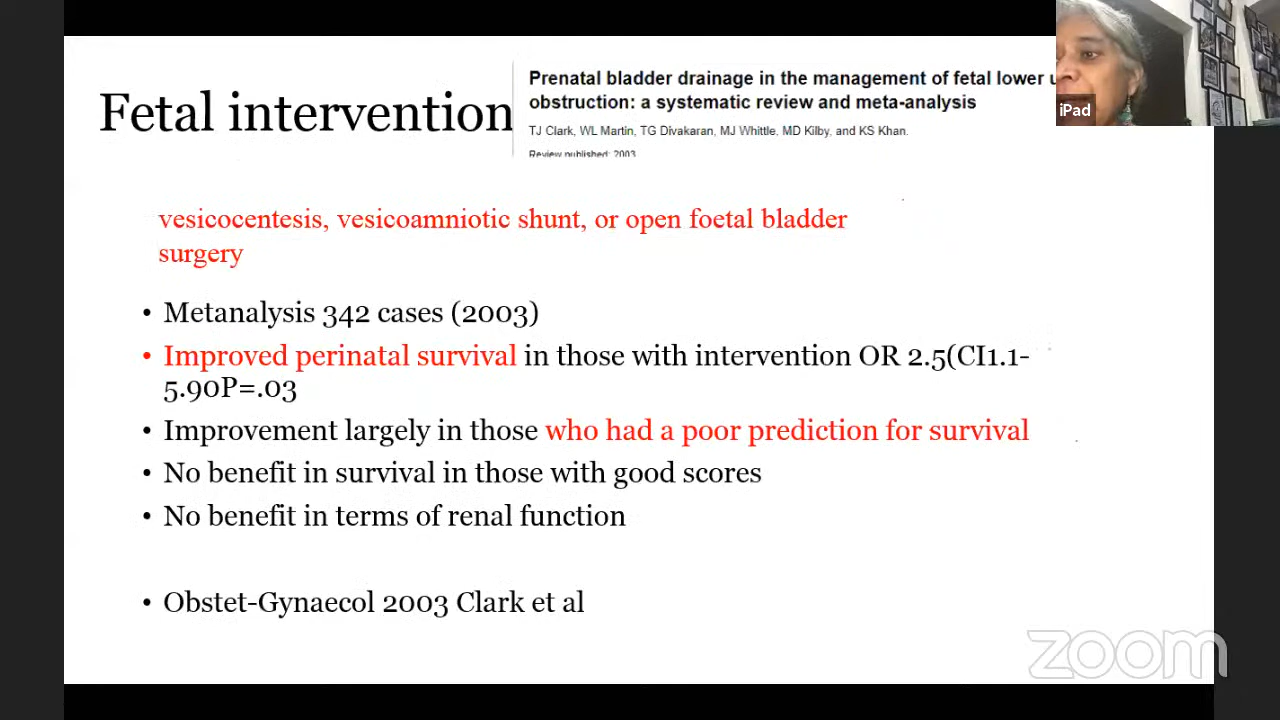 Fetal intervention
Prenatal bladder drainage in the management of fetal lower
obstruction: a systematic review and meta-analysis
TJ Clark, WL Martin, TG Divakaran, MJ Whittle, MD Kilby, and KS Khan.
Review published: 2003
iPad
vesicocentesis, vesicoamniotic shunt, or open foetal bladder
surgery
• Metanalysis 342 cases (2003)
• Improved perinatal survival in those with intervention OR 2.5(CI1.1-
5.90P=.03
• Improvement largely in those who had a poor prediction for survival
• No benefit in survival in those with good scores
• No benefit in terms of renal function
• Obstet-Gynaecol 2003 Clark et al
zoom